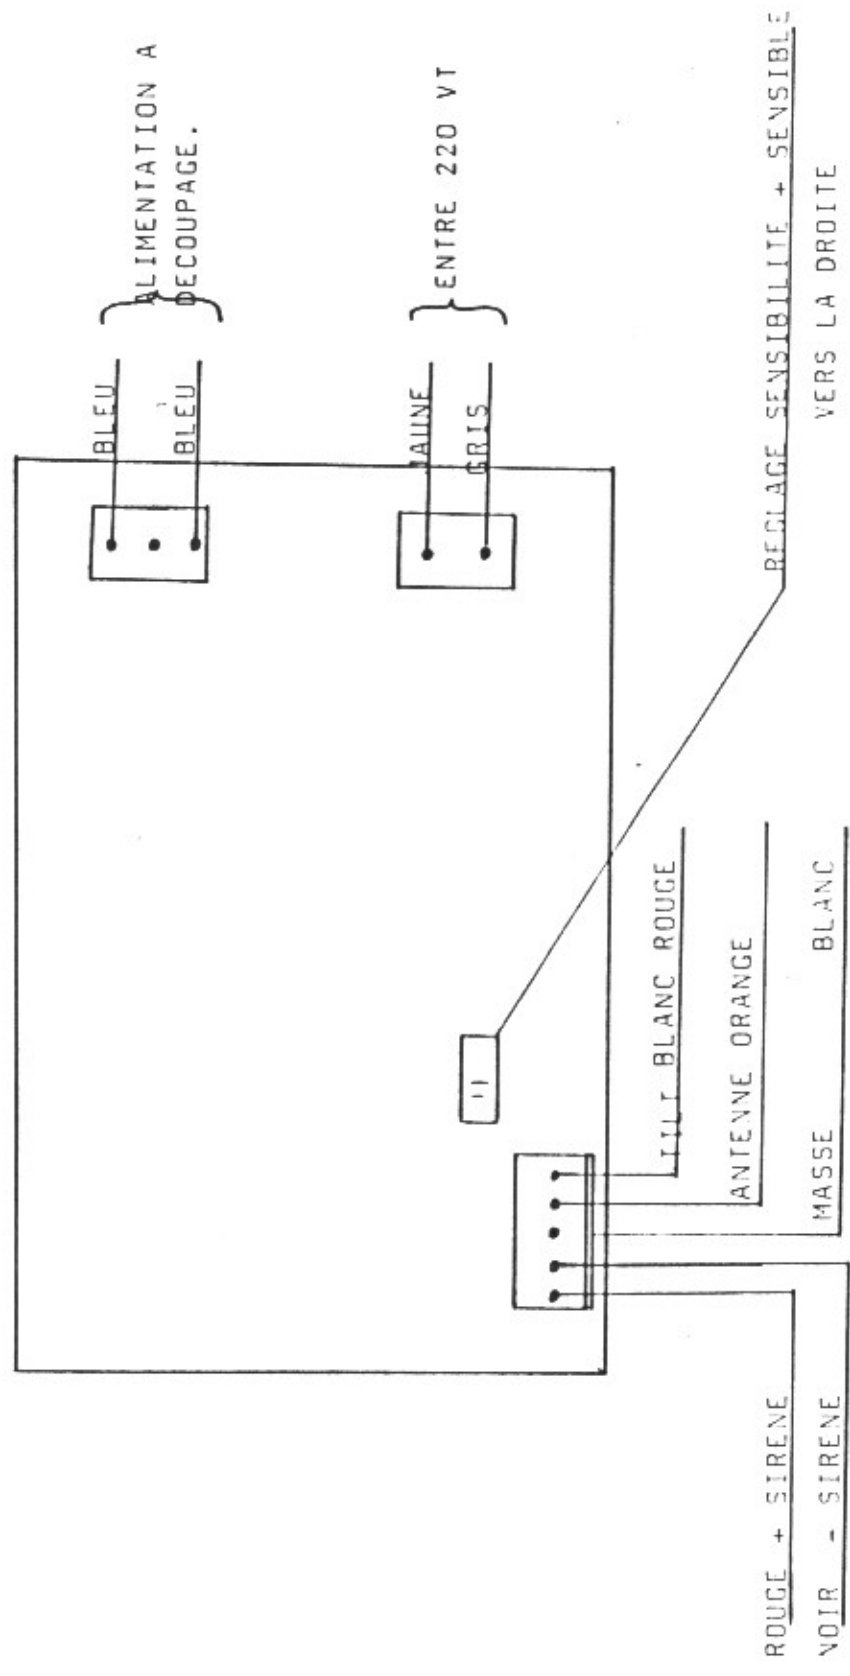 ALIMENTATION A
DECOUPAGE.
BLEU
BLEU
ENTRE 220 VT
JAUNE
GRIS
REGLAGE SENSIBILITE + SENSIBLE
VERS LA DROITE
TILT BLANC ROUGE
ANTENNE ORANGE
MASSE BLANC
ROUGE + SIRENE
NOIR - SIRENE